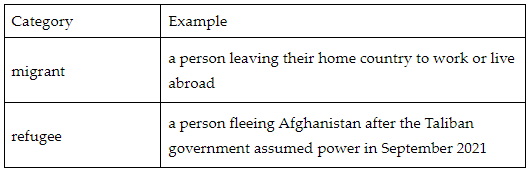 Category Example
migrant a person leaving their home country to work or live
abroad
refugee a person fleeing Afghanistan after the Taliban
government assumed power in September 2021